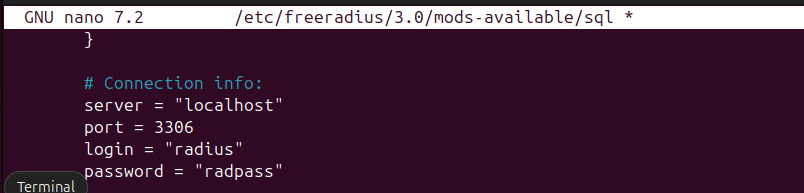 GNU nano 7.2 /etc/freeradius/3.0/mods-available/sql *
}
# Connection info:
server = "localhost"
port = 3306
login = "radius"
password = "radpass"
Terminal